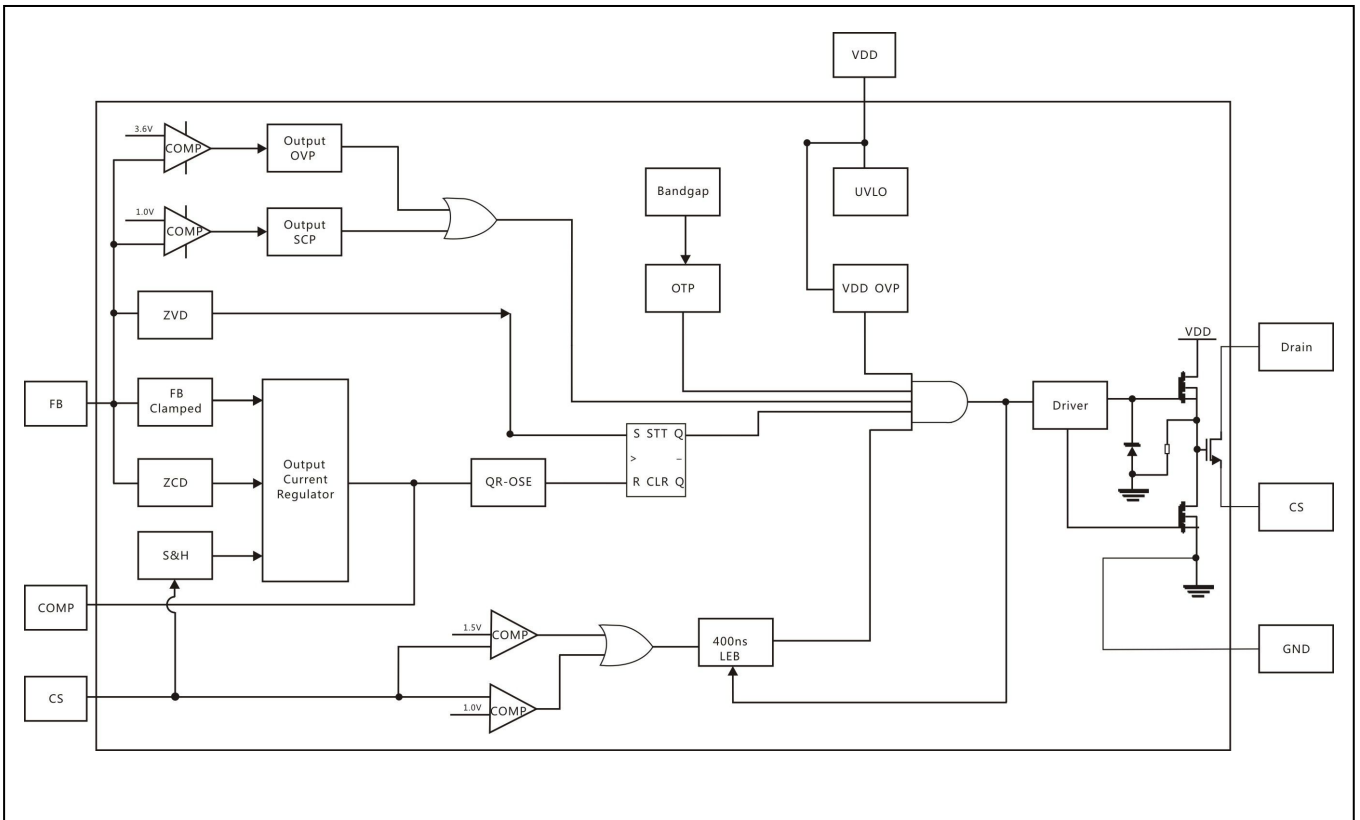 VDD
3.6V
COMP
Output
OVP
1.0V
COMP
Output
SCP
Bandgap
UVLO
OTP
VDD OVP
ZVD
VDD
Drain
FB
FB
Clamped
Output
Current
Regulator
Driver
S STT Q
> –
R CLR Q
ZCD
QR-OSE
CS
S&H
COMP
1.5V
COMP
400ns
LEB
GND
CS
1.0V
COMP